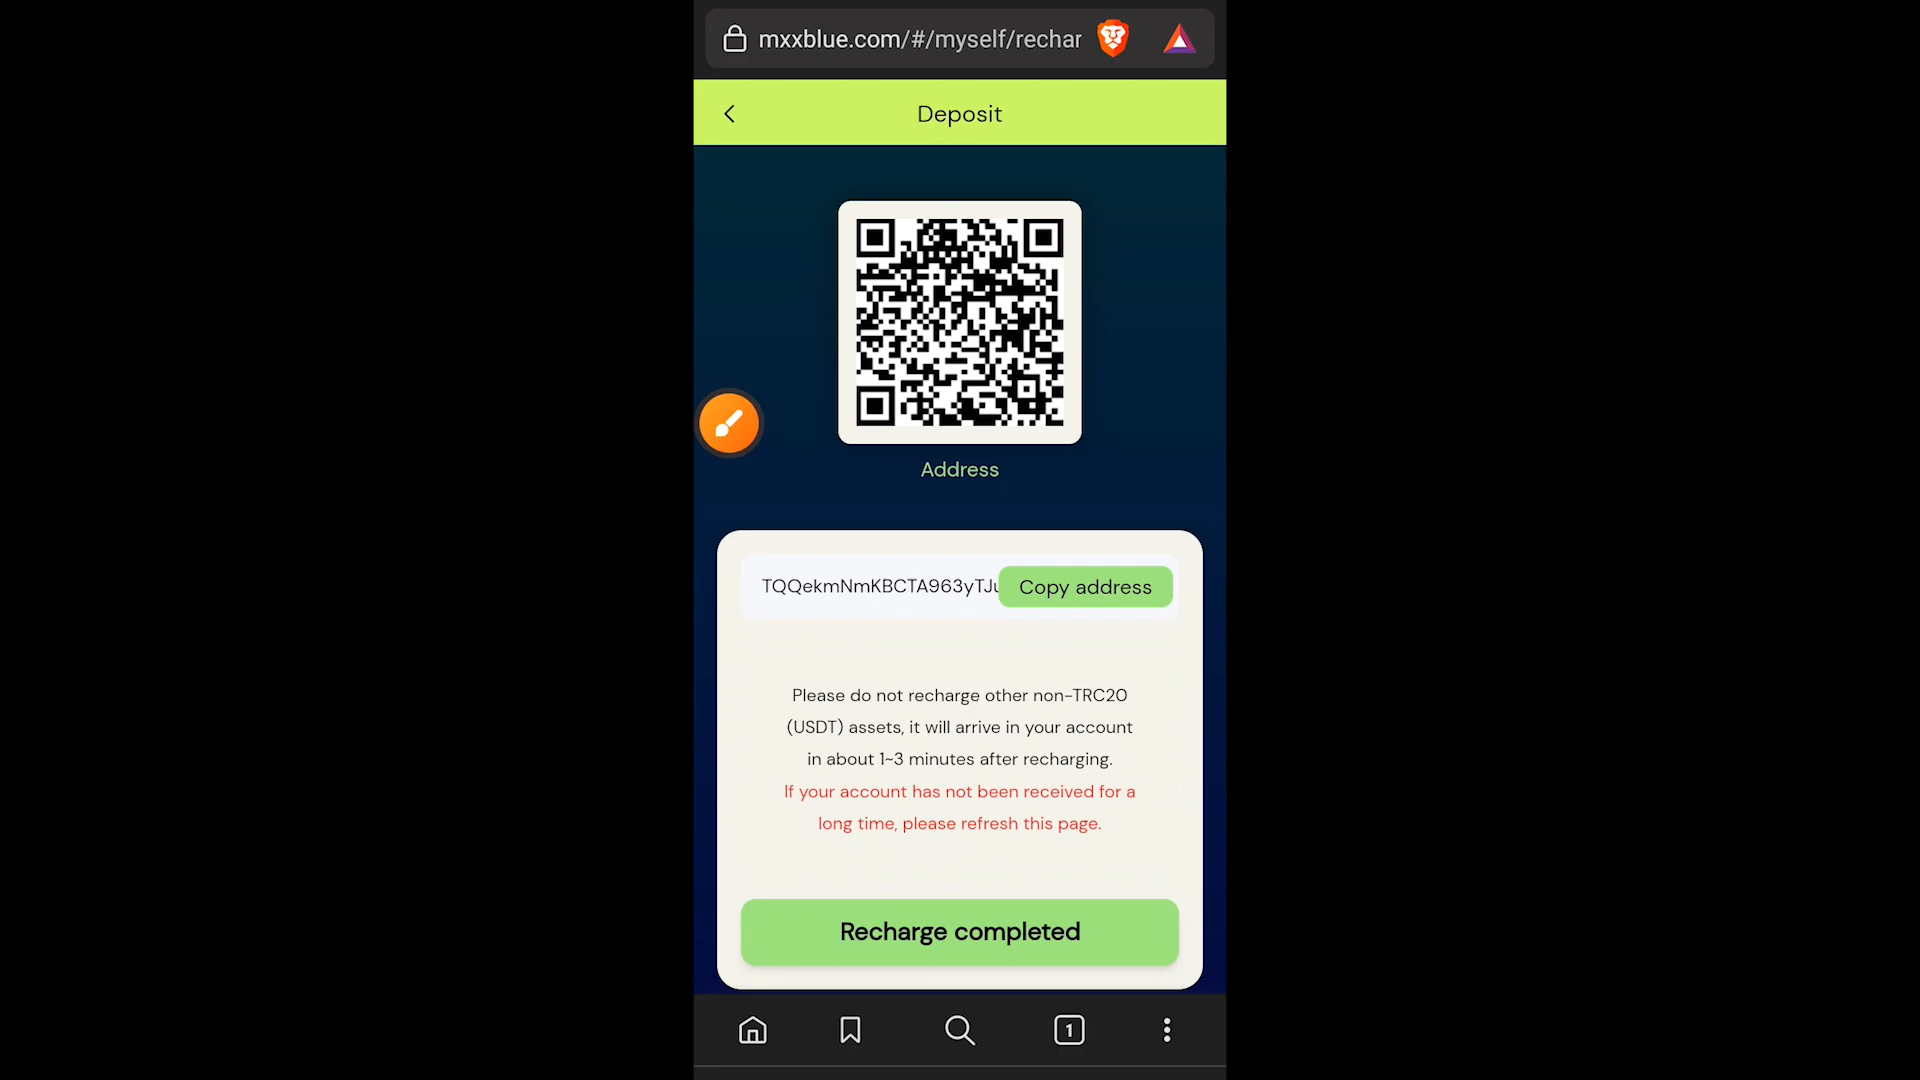 mxxblue.com/#/myself/rechar
Deposit
Address
TQQekmNmKBCTA963yTJ
Copy address
Please do not recharge other non-TRC20
(USDT) assets, it will arrive in your account
in about 1~3 minutes after recharging.
If your account has not been received for a
long time, please refresh this page.
Recharge completed
1